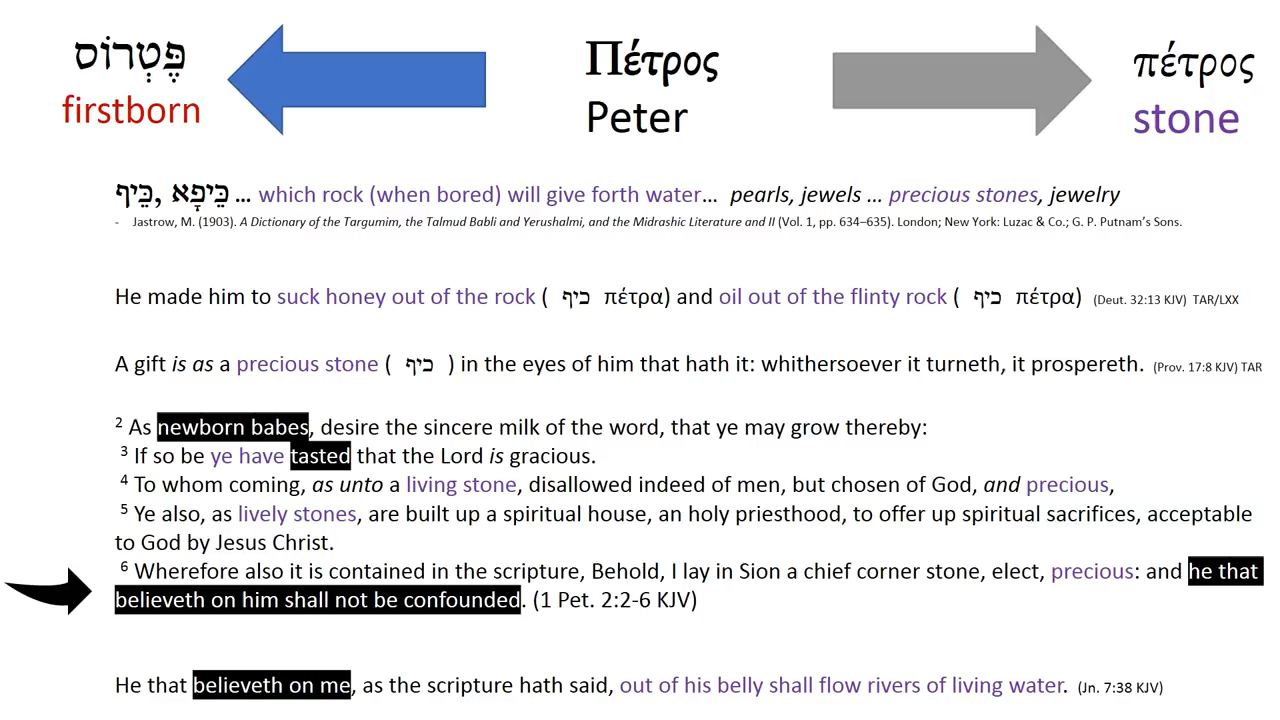 פֶּטְרוֹס
firstborn
Πέτρος
Peter
πέτρος
stone
כֵּיף, כֵּיפָא ... which rock (when bored) will give forth water... pearls, jewels ... precious stones, jewelry
- Jastrow, M. (1903). A Dictionary of the Targumim, the Talmud Babli and Yerushalmi, and the Midrashic Literature and II (Vol. 1, pp. 634–635). London; New York: Luzac & Co.; G. P. Putnam's Sons.
He made him to suck honey out of the rock ( כיף πέτρα) and oil out of the flinty rock ( כיף πέτρα) (Deut. 32:13 KJV) TAR/LXX
A gift is as a precious stone ( כיף ) in the eyes of him that hath it: whithersoever it turneth, it prospereth. (Prov. 17:8 KJV) TAR
2 As newborn babes, desire the sincere milk of the word, that ye may grow thereby:
3 If so be ye have tasted that the Lord is gracious.
4 To whom coming, as unto a living stone, disallowed indeed of men, but chosen of God, and precious,
5 Ye also, as lively stones, are built up a spiritual house, an holy priesthood, to offer up spiritual sacrifices, acceptable
to God by Jesus Christ.
6 Wherefore also it is contained in the scripture, Behold, I lay in Sion a chief corner stone, elect, precious: and he that
believeth on him shall not be confounded. (1 Pet. 2:2-6 KJV)
He that believeth on me, as the scripture hath said, out of his belly shall flow rivers of living water. (Jn. 7:38 KJV)